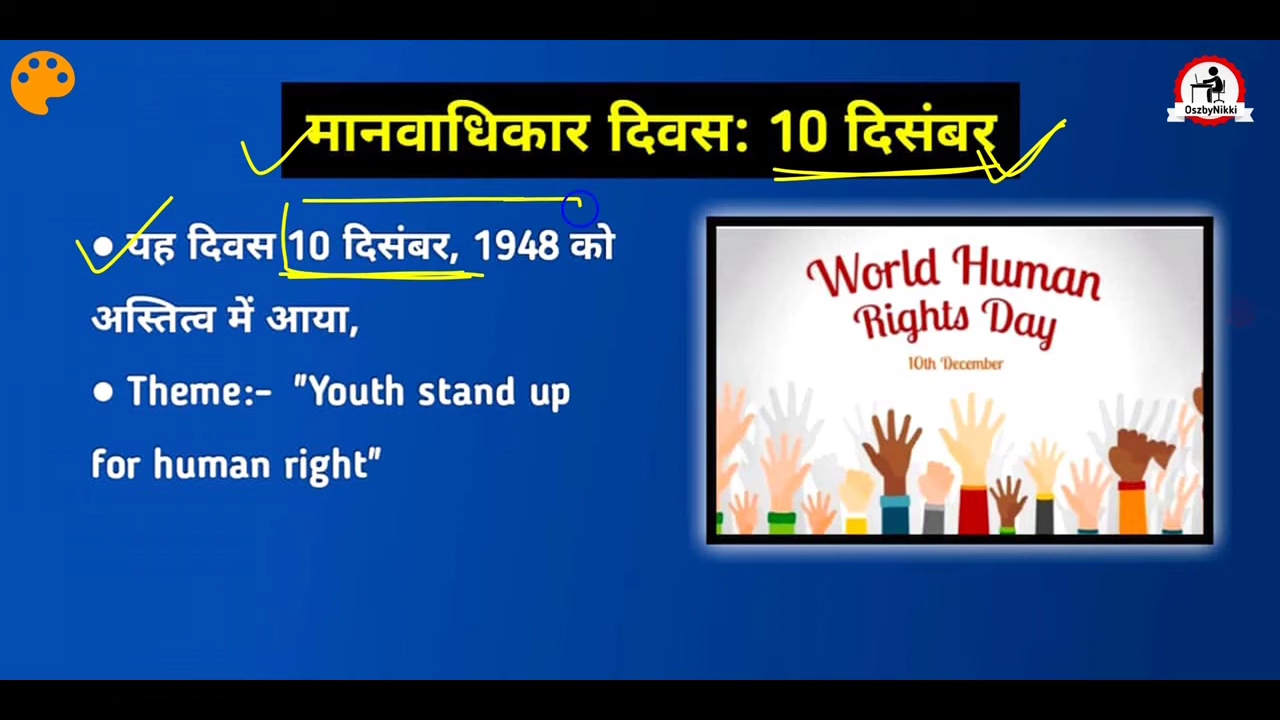 मानवाधिकार दिवस: 10 दिसंबर
OszbyNikki
● यह दिवस 10 दिसंबर, 1948 को
अस्तित्व में आया,
● Theme:- "Youth stand up
for human right"
World Human
Rights Day
10th December